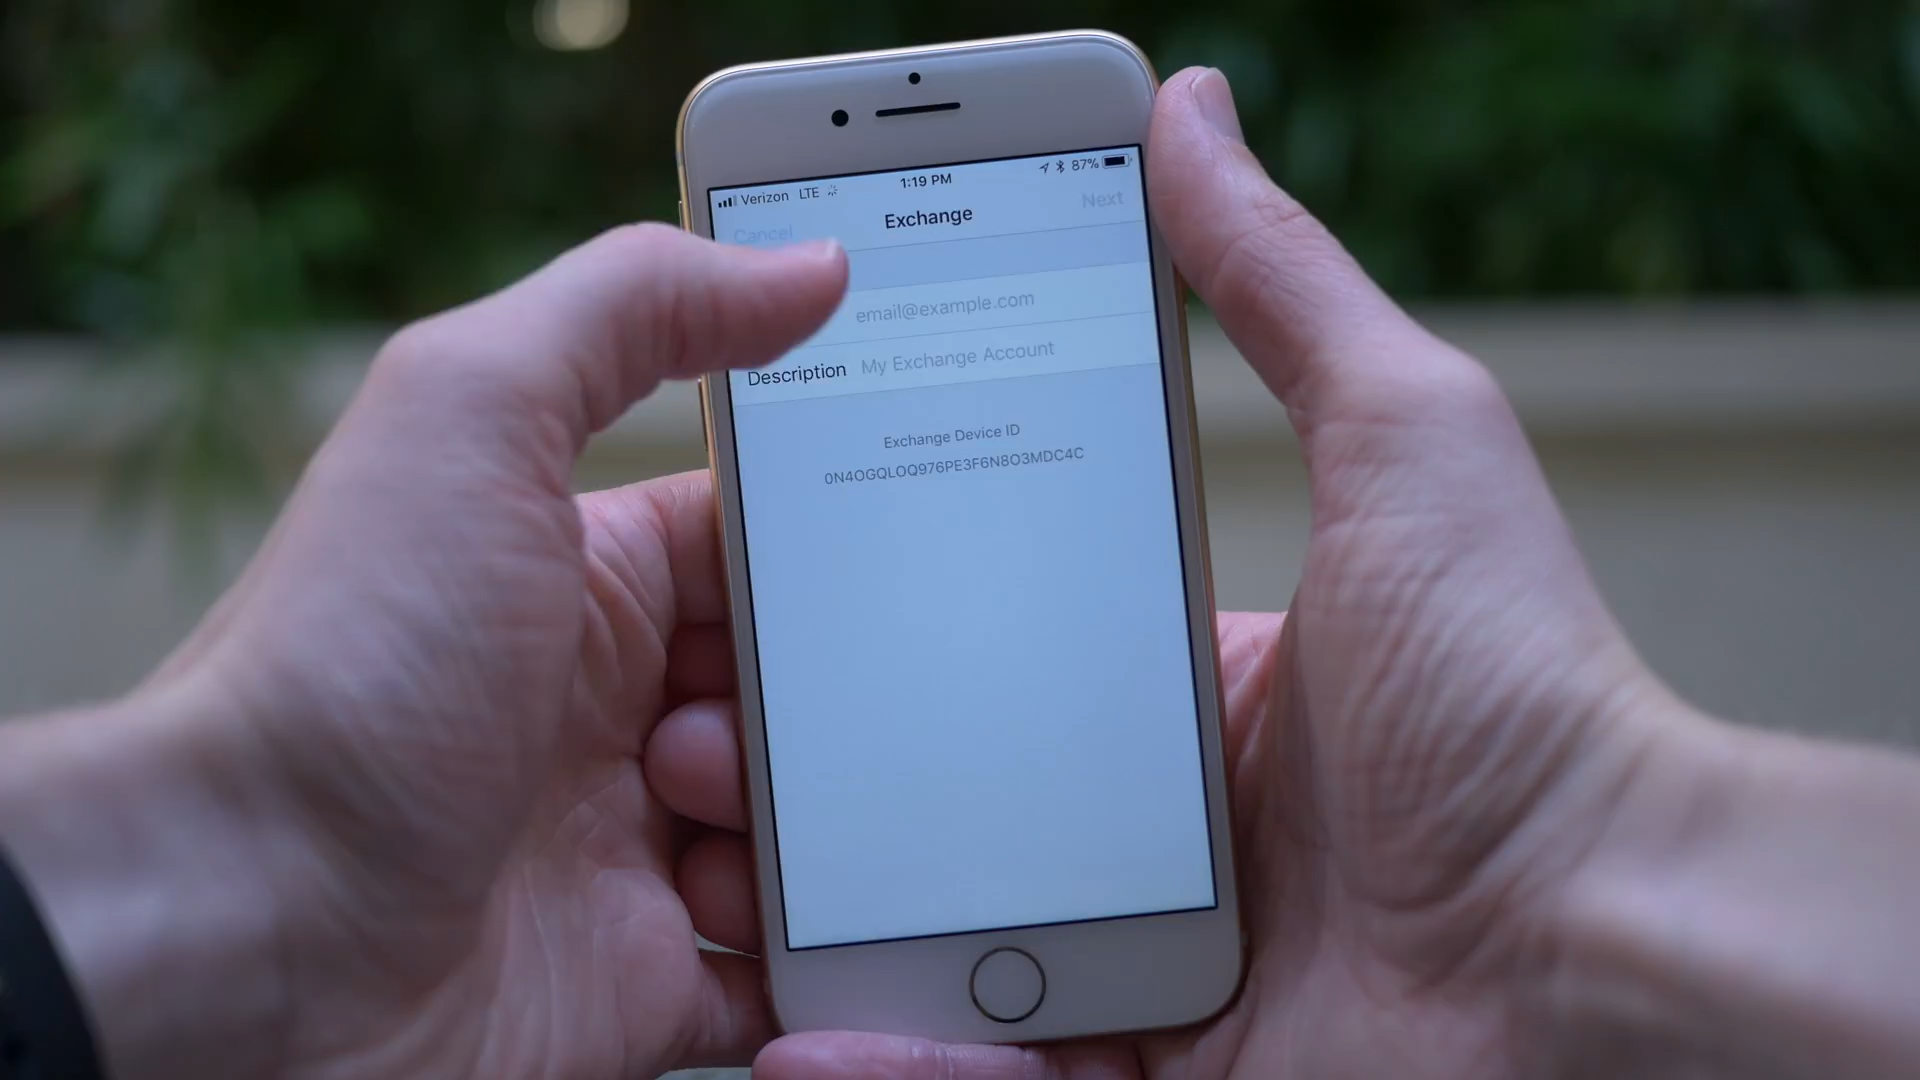 Verizon LTE 1:19 PM 87%
Cancel Exchange Next
email@example.com
Description My Exchange Account
Exchange Device ID
0N4OGQLOQ976PE3F6N8O3MDC4C